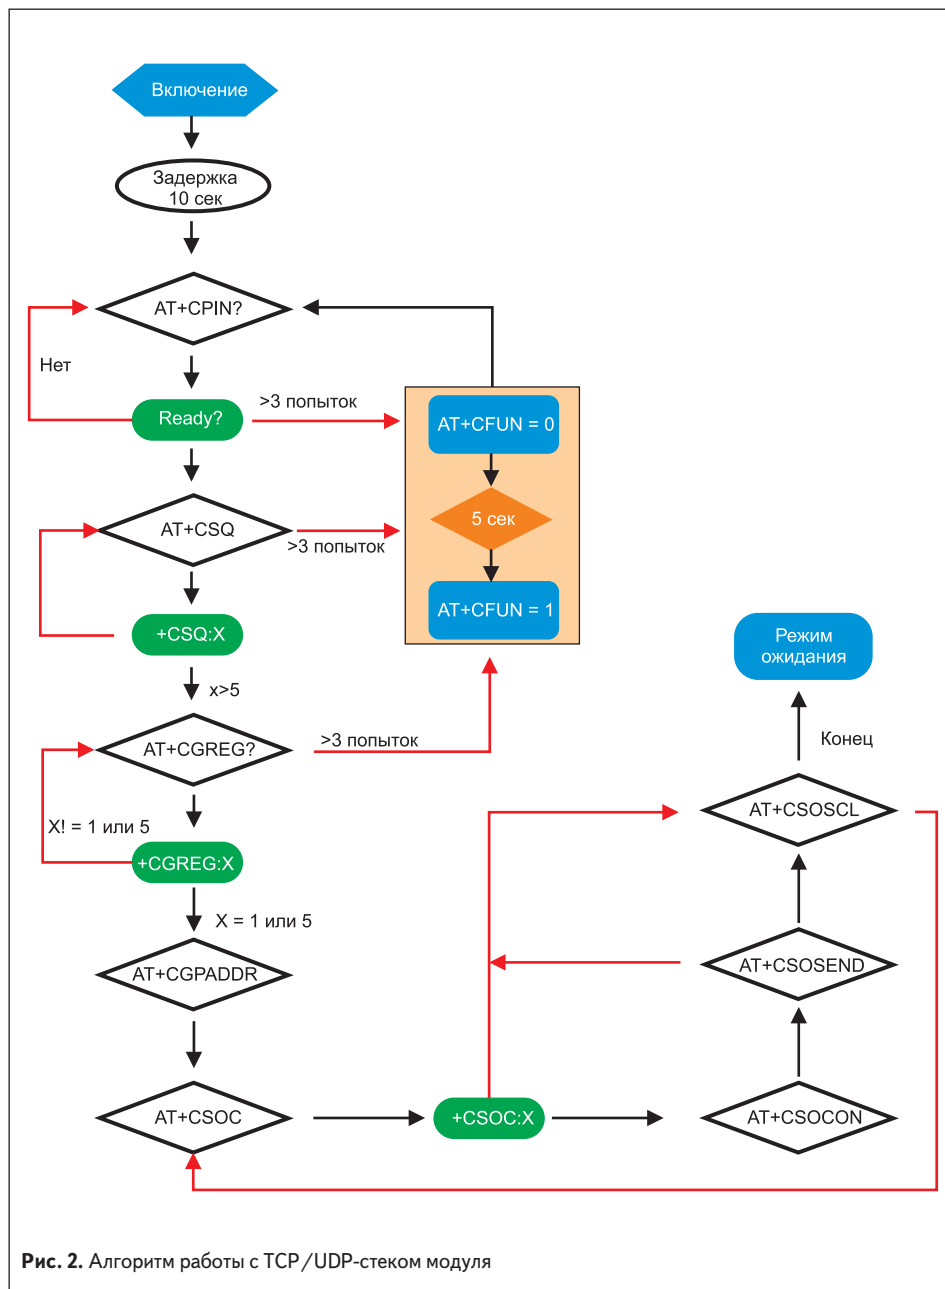 Включение
Задержка
10 сек
AT+CPIN?
Нет
Ready?
>3 попыток
AT+CFUN = 0
AT+CSQ
>3 попыток
5 сек
AT+CFUN = 1
+CSQ:X
x>5
AT+CGREG?
>3 попыток
X! = 1 или 5
+CGREG:X
X = 1 или 5
AT+CGPADDR
AT+CSOC
+CSOC:X
AT+CSOCON
AT+CSOSEND
AT+CSOSCL
Конец
Режим
ожидания
Рис. 2. Алгоритм работы с TCP/UDP-стеком модуля